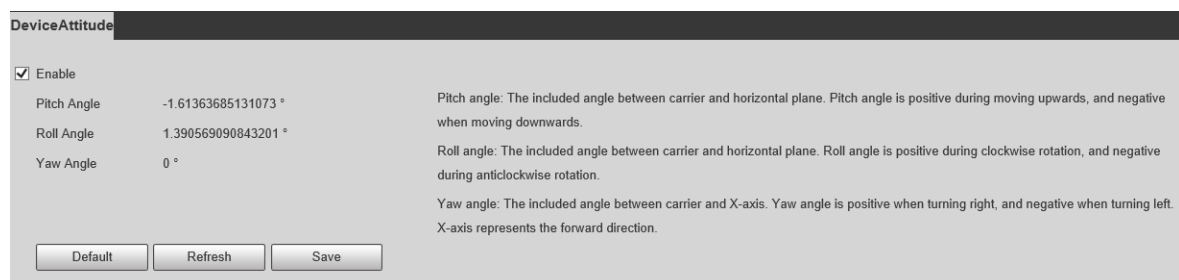 DeviceAttitude
Enable
Pitch Angle -1.61363685131073 °
Roll Angle 1.390569090843201 °
Yaw Angle 0 °
Pitch angle: The included angle between carrier and horizontal plane. Pitch angle is positive during moving upwards, and negative
when moving downwards.
Roll angle: The included angle between carrier and horizontal plane. Roll angle is positive during clockwise rotation, and negative
during anticlockwise rotation.
Yaw angle: The included angle between carrier and X-axis. Yaw angle is positive when turning right, and negative when turning left.
X-axis represents the forward direction.
Default Refresh Save